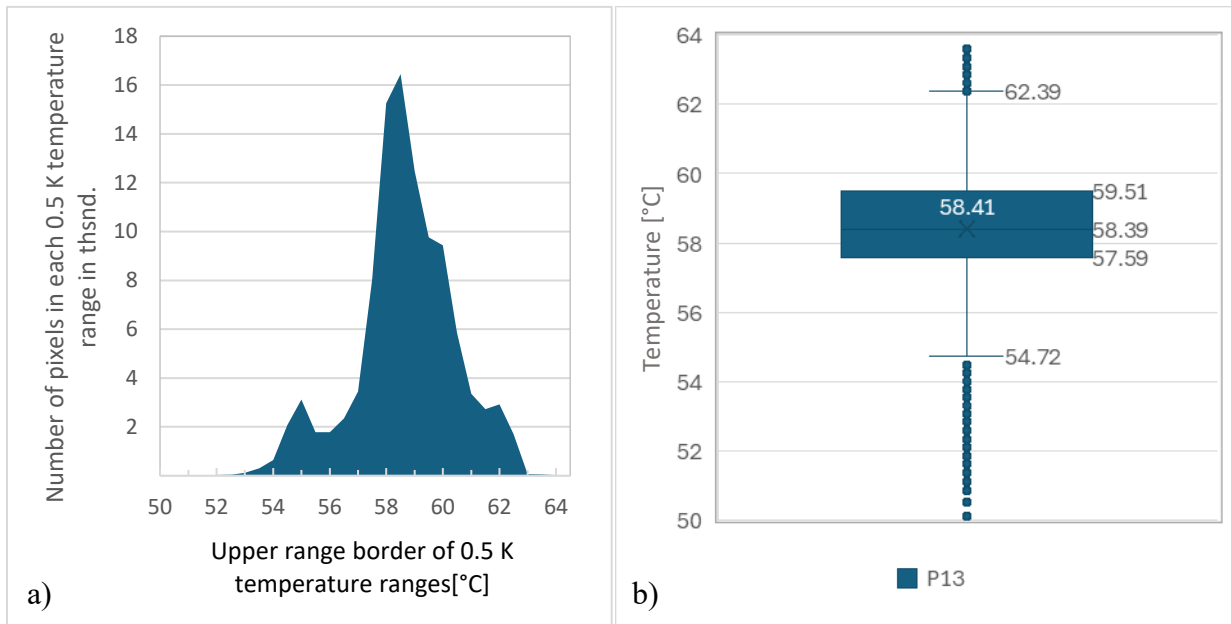 Number of pixels in each 0.5 K temperature
range in thsnd.
18
16
14
12
10
8
6
4
2
50 52 54 56 58 60 62 64
Upper range border of 0.5 K
temperature ranges[°C]
a)
Temperature [°C]
64
62
60
58
56
54
52
50
62.39
59.51
58.41
58.39
57.59
54.72
P13
b)